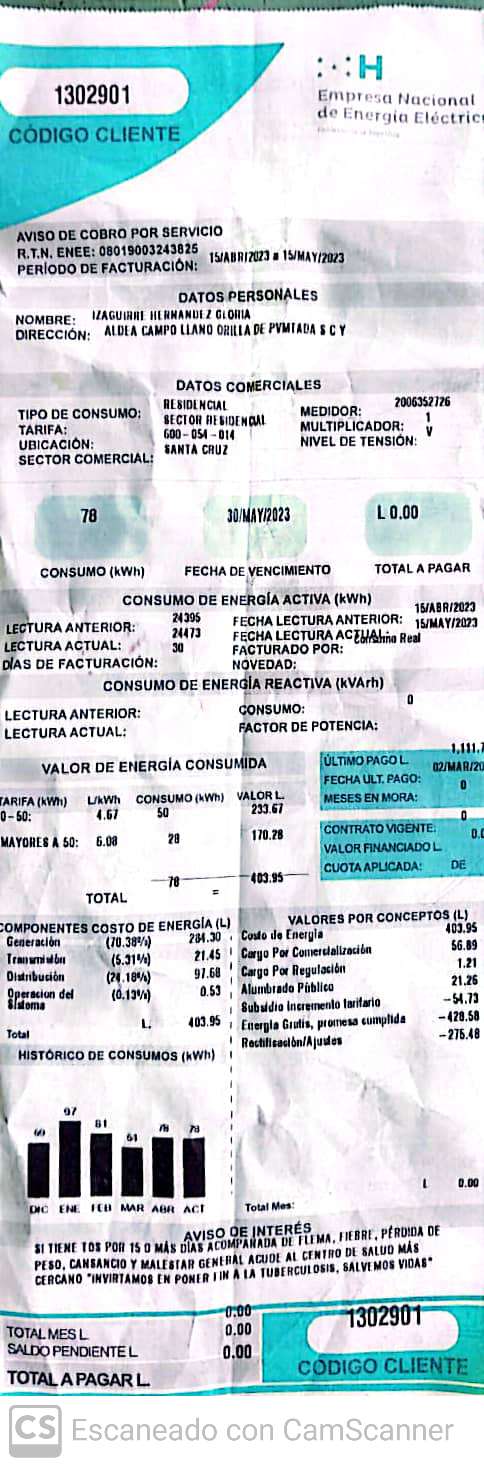 1302901
CÓDIGO CLIENTE
H
Empresa Nacional
de Energía Eléctric
AVISO DE COBRO POR SERVICIO
R.T.N. ENEE: 08019003243825
PERÍODO DE FACTURACIÓN: 15/ABR/2023 a 15/MAY/2023
DATOS PERSONALES
NOMBRE: IZAGUIRRE HERNANDEZ GLORIA
DIRECCIÓN: ALDEA CAMPO LLANO ORILLA DE PVMTADA S C Y
DATOS COMERCIALES
TIPO DE CONSUMO: RESIDENCIAL
TARIFA: SECTOR RESIDENCIAL
UBICACIÓN: 600-054-014
SECTOR COMERCIAL: SANTA CRUZ
MEDIDOR: 2006352726
MULTIPLICADOR: 1
NIVEL DE TENSIÓN: V
78 30/MAY/2023 L 0.00
CONSUMO (kWh) FECHA DE VENCIMIENTO TOTAL A PAGAR
CONSUMO DE ENERGÍA ACTIVA (kWh)
LECTURA ANTERIOR: 24395 FECHA LECTURA ANTERIOR: 15/ABR/2023
LECTURA ACTUAL: 24473 FECHA LECTURA ACTUAL: 15/MAY/2023
DÍAS DE FACTURACIÓN: 30 FACTURADO POR: Consumo Real
NOVEDAD:
CONSUMO DE ENERGÍA REACTIVA (kVArh)
LECTURA ANTERIOR: CONSUMO: 0
LECTURA ACTUAL: FACTOR DE POTENCIA:
VALOR DE ENERGÍA CONSUMIDA
TARIFA (kWh) L/kWh CONSUMO (kWh) VALOR L.
0-50: 4.67 50 233.67
MAYORES A 50: 6.08 28 170.28
78 403.95
TOTAL =
ÚLTIMO PAGO L. 1,111.7
FECHA ULT. PAGO: 02/MAR/20
MESES EN MORA: 0
CONTRATO VIGENTE: 0
VALOR FINANCIADO L. 0.0
CUOTA APLICADA: DE
COMPONENTES COSTO DE ENERGÍA (L)
Generación (70.38%) 284.30
Transmisión (5.31%) 21.45
Distribución (24.18%) 97.68
Operacion del Sistema (0.13%) 0.53
Total L. 403.95
VALORES POR CONCEPTOS (L)
Costo de Energía 403.95
Cargo Por Comercialización 56.89
Cargo Por Regulación 1.21
Alumbrado Público 21.26
Subsidio Incremento tarifario -54.73
Energía Gratis, promesa cumplida
Rectificación/Ajustes -275.48
HISTÓRICO DE CONSUMOS (kWh)
97 81 61 78 78
DIC ENE FEB MAR ABR ACT
Total Mes: L 0.00
AVISO DE INTERÉS
SI TIENE TOS POR 15 O MÁS DÍAS ACOMPAÑADA DE FLEMA, FIEBRE, PÉRDIDA DE
PESO, CANSANCIO Y MALESTAR GENERAL ACUDE AL CENTRO DE SALUD MÁS
CERCANO "INVIRTAMOS EN PONER FIN A LA TUBERCULOSIS, SALVEMOS VIDAS"
TOTAL MES L 0.00
SALDO PENDIENTE L 0.00
TOTAL A PAGAR L. 0.00
1302901
CÓDIGO CLIENTE
CS Escaneado con CamScanner